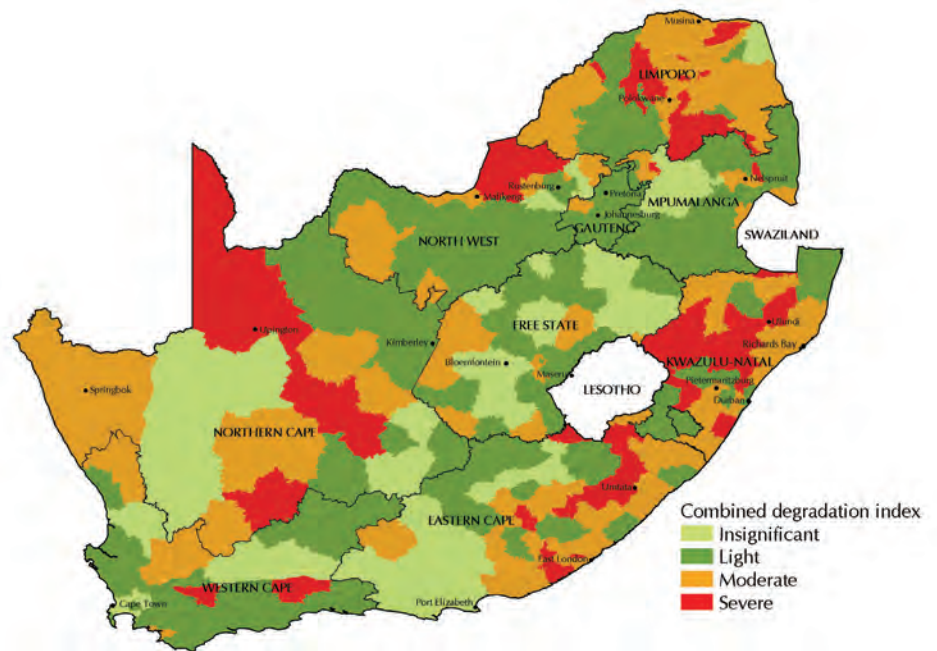 Musina
LIMPOPO
Polokwane
Nelspruit
Rustenburg
Pretoria
MPUMALANGA
Mafikeng
Johannesburg
GAUTENG
SWAZILAND
NORTH WEST
FREE STATE
Ulundi
Upington
Kimberley
Richards Bay
Bloemfontein
KWAZULU-NATAL
Maseru
Springbok
LESOTHO
Pietermaritzburg
Durban
NORTHERN CAPE
Umtata
EASTERN CAPE
East London
WESTERN CAPE
Cape Town
Port Elizabeth
Combined degradation index
Insignificant
Light
Moderate
Severe